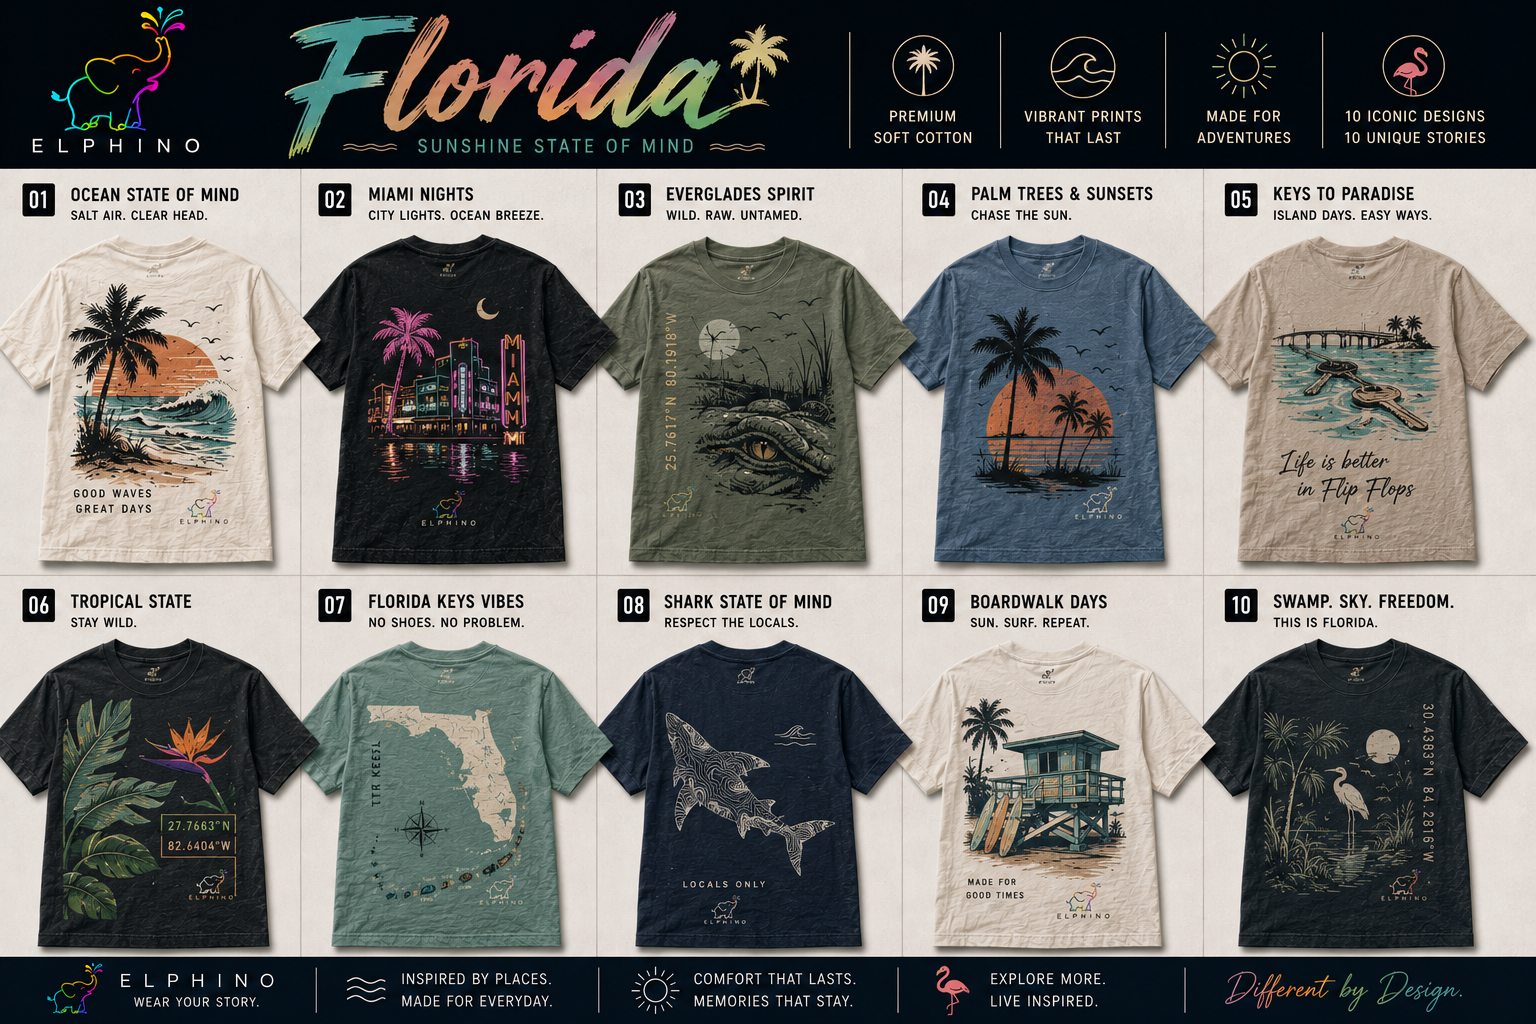 ELPHINO
Florida
SUNSHINE STATE OF MIND
PREMIUM
SOFT COTTON
VIBRANT PRINTS
THAT LAST
MADE FOR
ADVENTURES
10 ICONIC DESIGNS
10 UNIQUE STORIES
01 OCEAN STATE OF MIND
SALT AIR. CLEAR HEAD.
GOOD WAVES
GREAT DAYS
02 MIAMI NIGHTS
CITY LIGHTS. OCEAN BREEZE.
ELPHINO
03 EVERGLADES SPIRIT
WILD. RAW. UNTAMED.
25.7617°N 80.1918°W
04 PALM TREES & SUNSETS
CHASE THE SUN.
ELPHINO
05 KEYS TO PARADISE
ISLAND DAYS. EASY WAYS.
Life is better
in Flip Flops
ELPHINO
06 TROPICAL STATE
STAY WILD.
27.7663°N
82.6404°W
ELPHINO
07 FLORIDA KEYS VIBES
NO SHOES. NO PROBLEM.
N
ELPHINO
08 SHARK STATE OF MIND
RESPECT THE LOCALS.
LOCALS ONLY
ELPHINO
09 BOARDWALK DAYS
SUN. SURF. REPEAT.
MADE FOR
GOOD TIMES
ELPHINO
10 SWAMP. SKY. FREEDOM.
THIS IS FLORIDA.
30.4383°N 84.2816°W
ELPHINO
ELPHINO
WEAR YOUR STORY.
INSPIRED BY PLACES.
MADE FOR EVERYDAY.
COMFORT THAT LASTS.
MEMORIES THAT STAY.
EXPLORE MORE.
LIVE INSPIRED.
Different by Design.